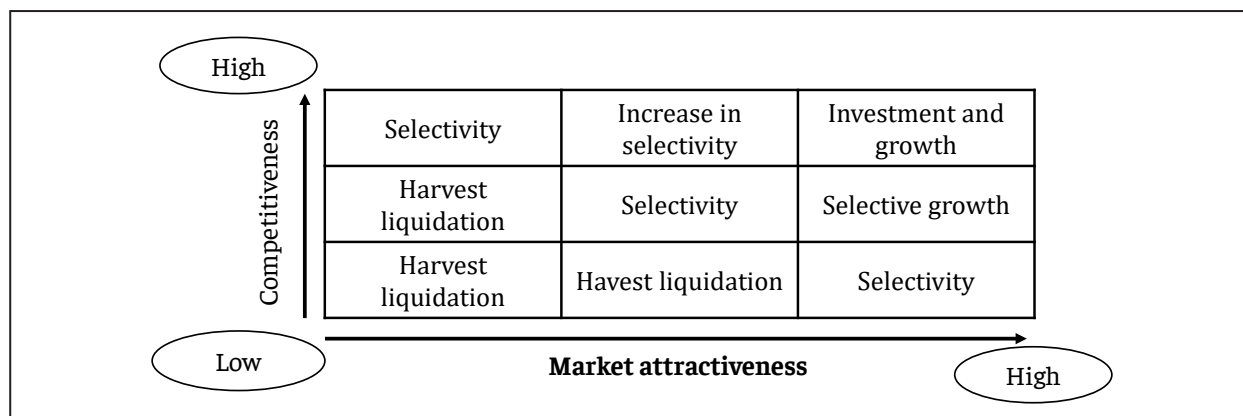 High
Competitiveness
Selectivity
Increase in
selectivity
Investment and
growth
Harvest
liquidation
Selectivity
Selective growth
Harvest
liquidation
Havest liquidation
Selectivity
Low
Market attractiveness
High